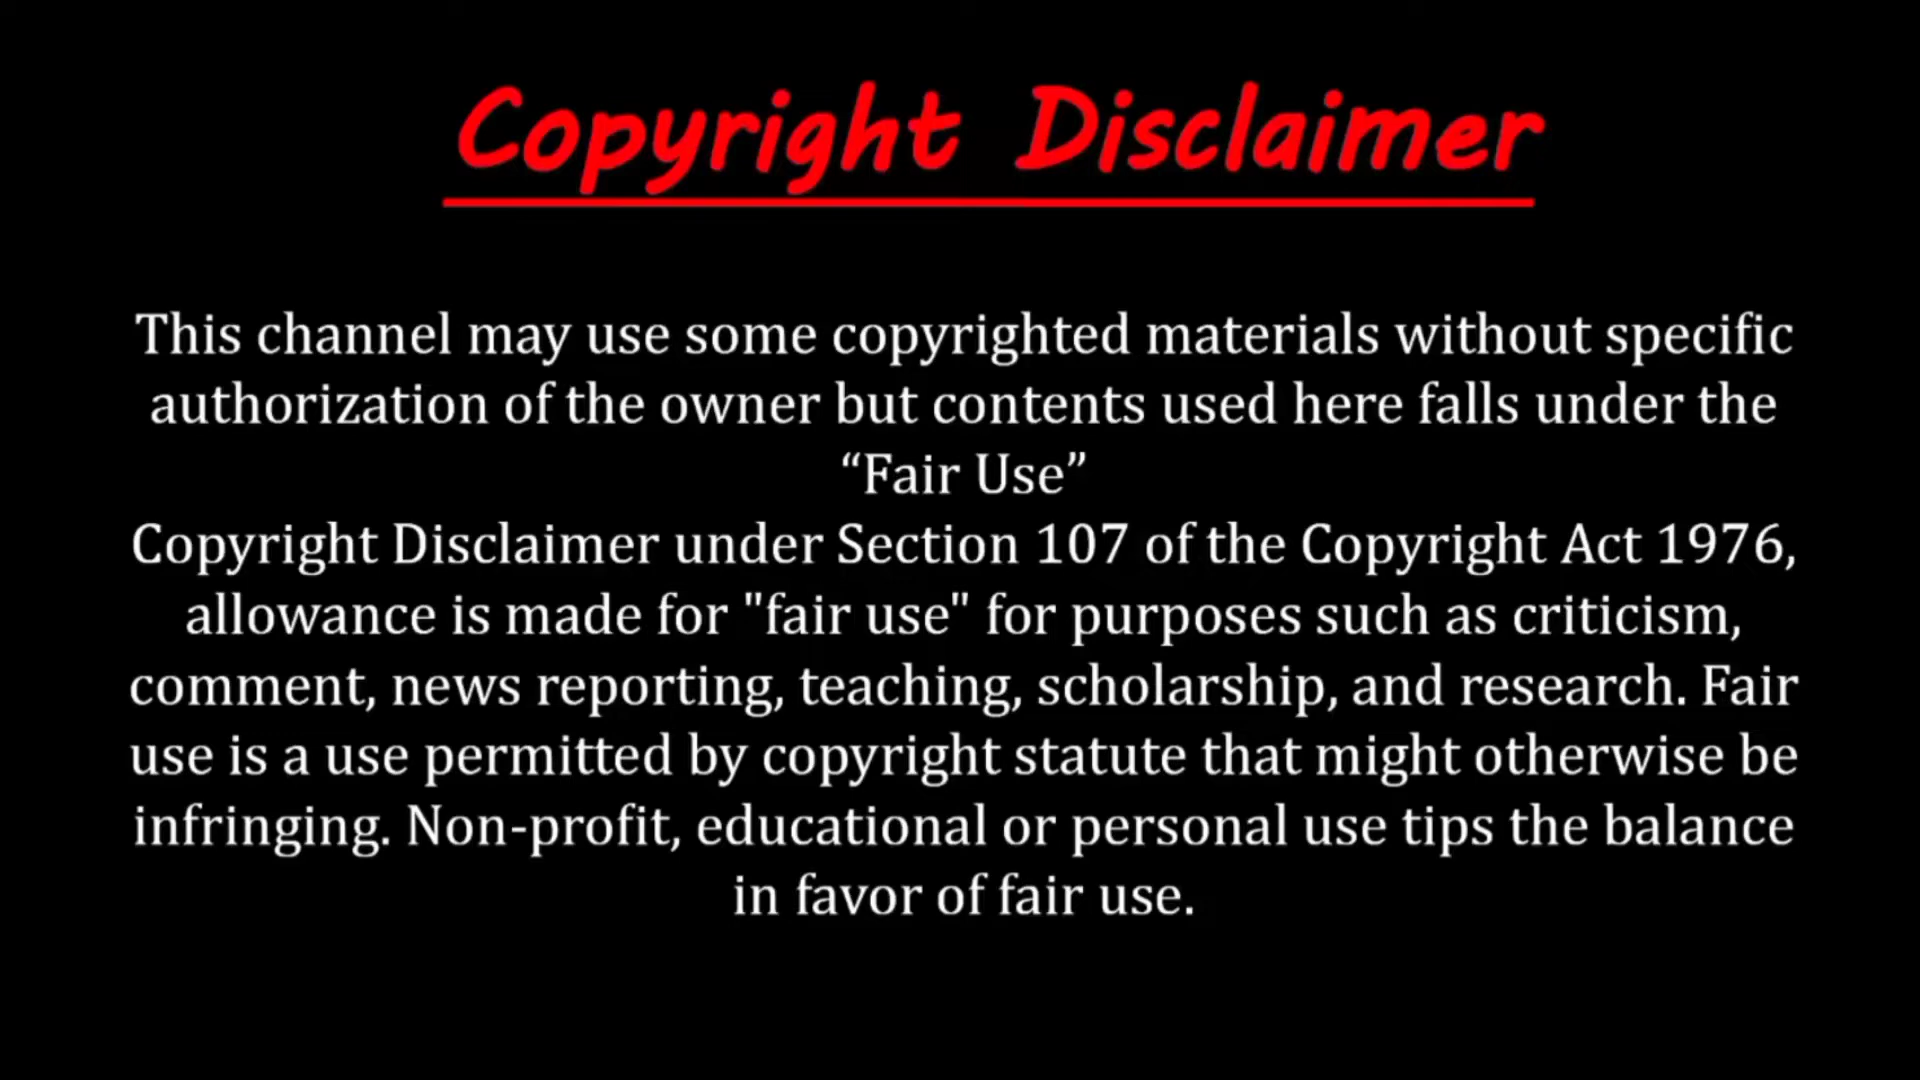 Copyright Disclaimer
This channel may use some copyrighted materials without specific
authorization of the owner but contents used here falls under the
“Fair Use”
Copyright Disclaimer under Section 107 of the Copyright Act 1976,
allowance is made for "fair use" for purposes such as criticism,
comment, news reporting, teaching, scholarship, and research. Fair
use is a use permitted by copyright statute that might otherwise be
infringing. Non-profit, educational or personal use tips the balance
in favor of fair use.